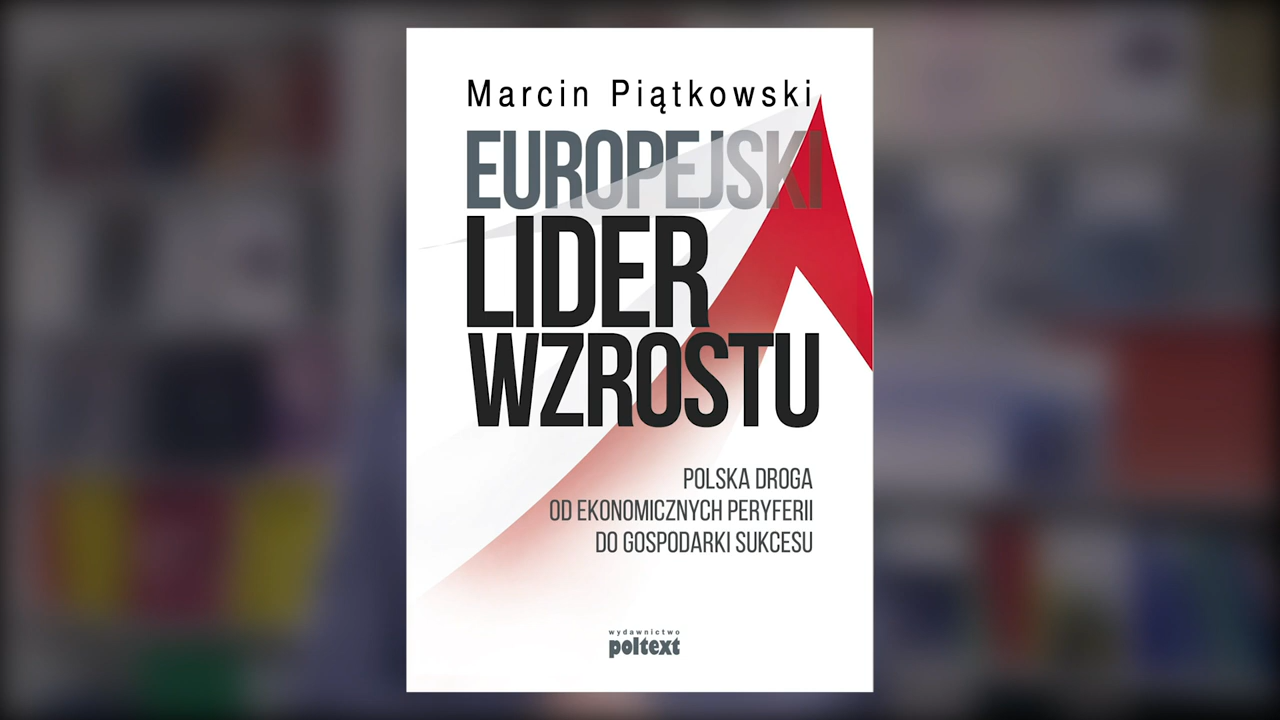 Marcin Piątkowski
EUROPEJSKI
LIDER
WZROSTU
POLSKA DROGA
OD EKONOMICZNYCH PERYFERII
DO GOSPODARKI SUKCESU
wydawnictwo
poltext